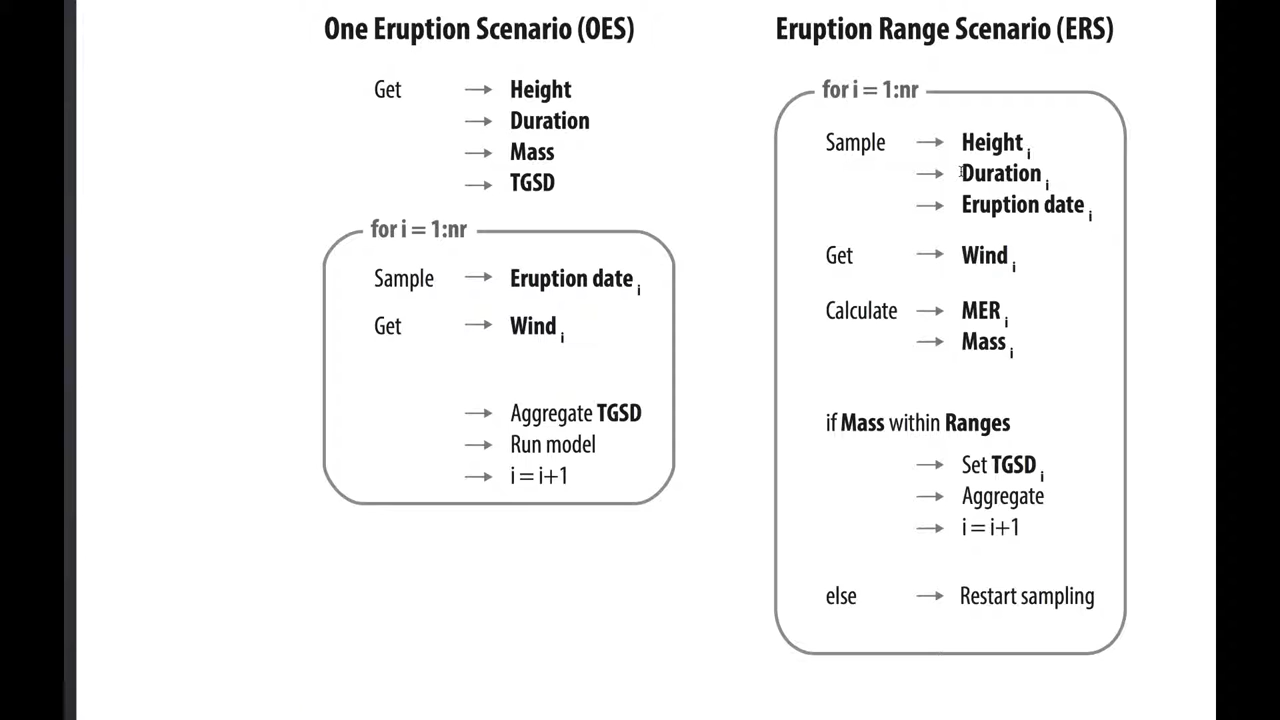 One Eruption Scenario (OES)
Get → Height
→ Duration
→ Mass
→ TGSD
for i = 1:nr
Sample → Eruption date i
Get → Wind i
→ Aggregate TGSD
→ Run model
→ i = i+1
Eruption Range Scenario (ERS)
for i = 1:nr
Sample → Height i
→ Duration i
→ Eruption date i
Get → Wind i
Calculate → MER i
→ Mass i
if Mass within Ranges
→ Set TGSD i
→ Aggregate
→ i = i+1
else → Restart sampling